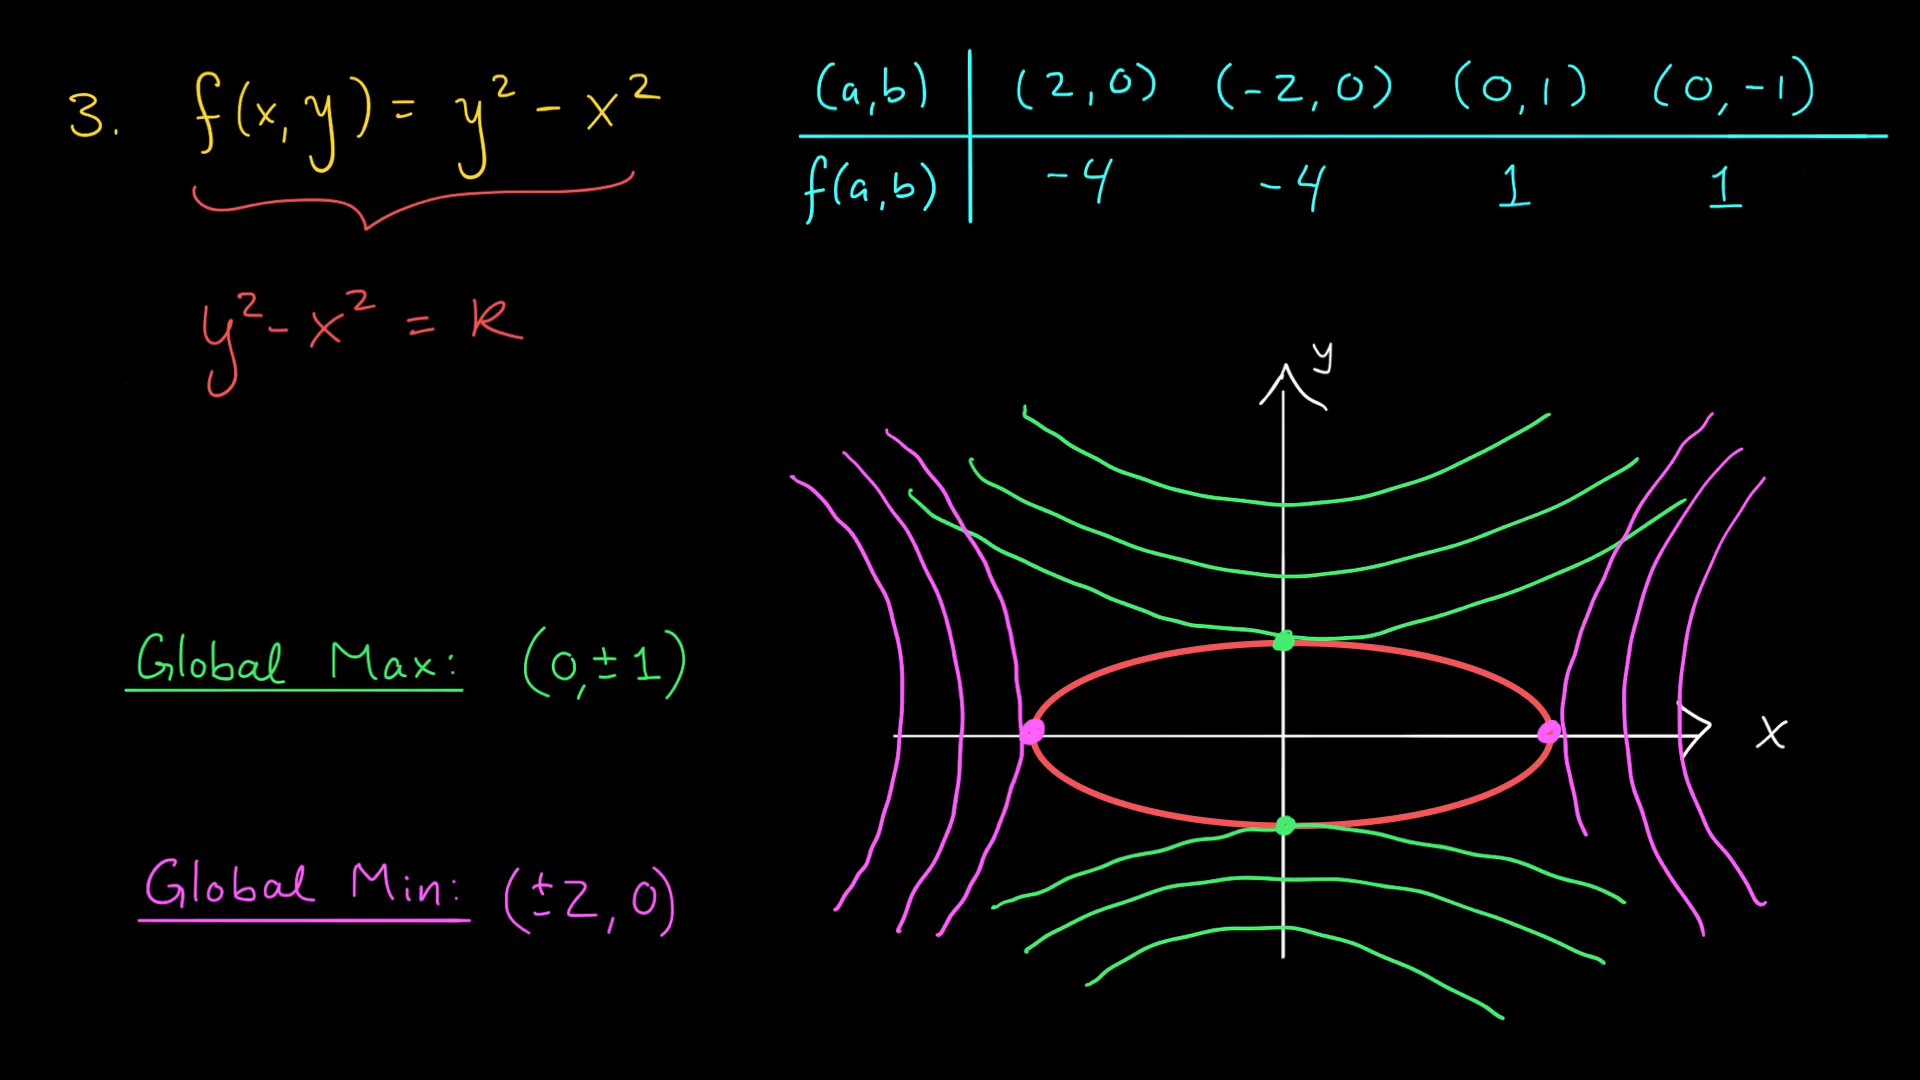 3. f(x,y) = y² - x²
(a,b) (2,0) (-2,0) (0,1) (0,-1)
f(a,b) -4 -4 1 1
y² - x² = k
y
x
Global Max: (0,±1)
Global Min: (±2,0)